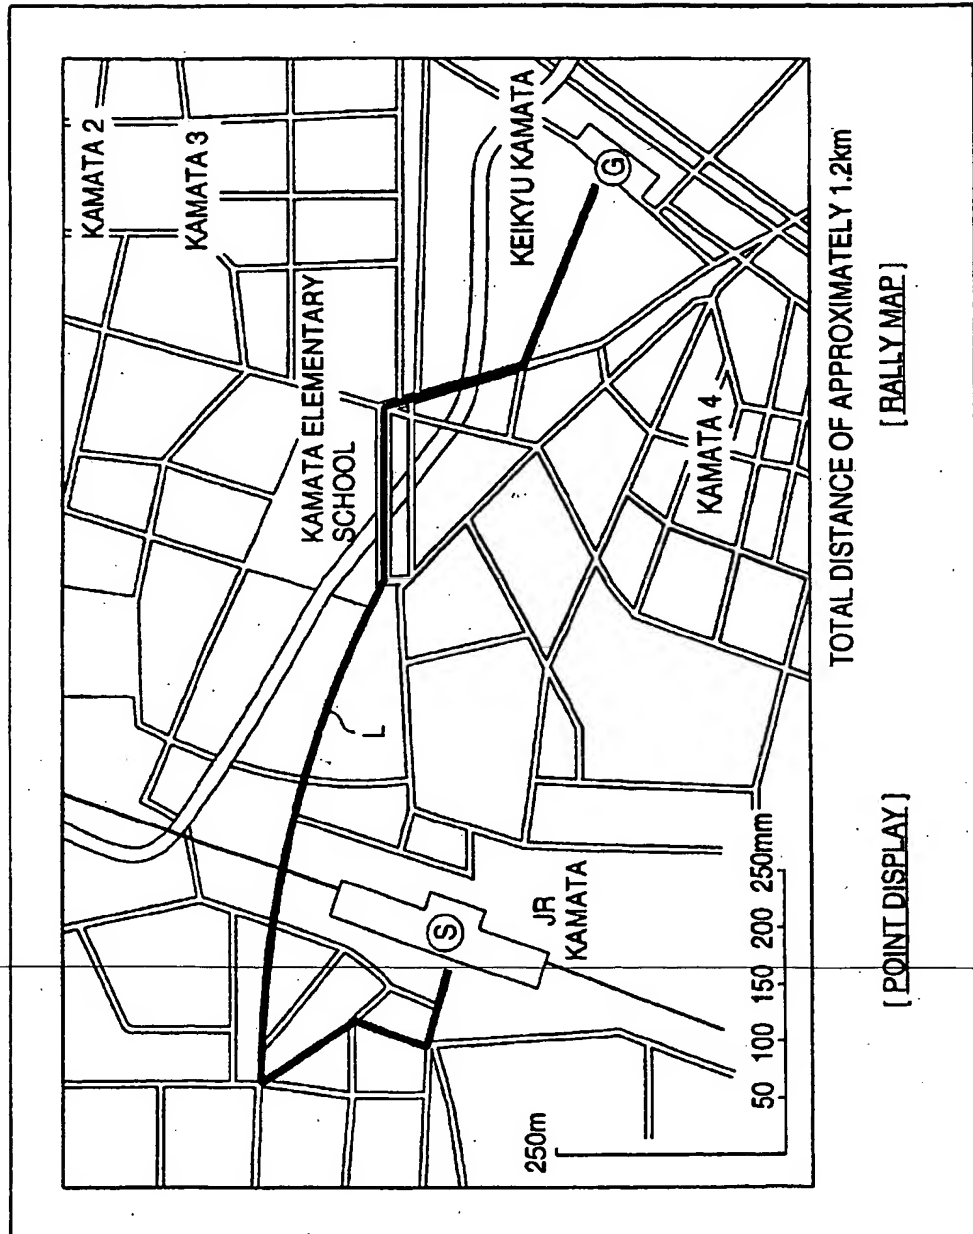 KAMATA 2
KAMATA 3
KEIKYU KAMATA
G
KAMATA ELEMENTARY
SCHOOL
KAMATA 4
L
S
JR
KAMATA
250m
50 100 150 200 250mm
TOTAL DISTANCE OF APPROXIMATELY 1.2km
[POINT DISPLAY]
[RALLY MAP]